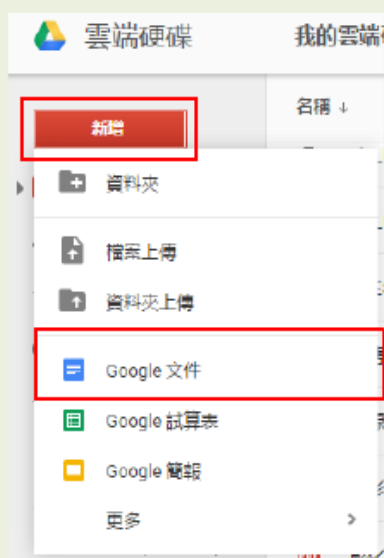 雲端硬碟
我的雲端
名稱 ↓
新增
資料夾
檔案上傳
資料夾上傳
Google 文件
Google 試算表
Google 簡報
更多 >